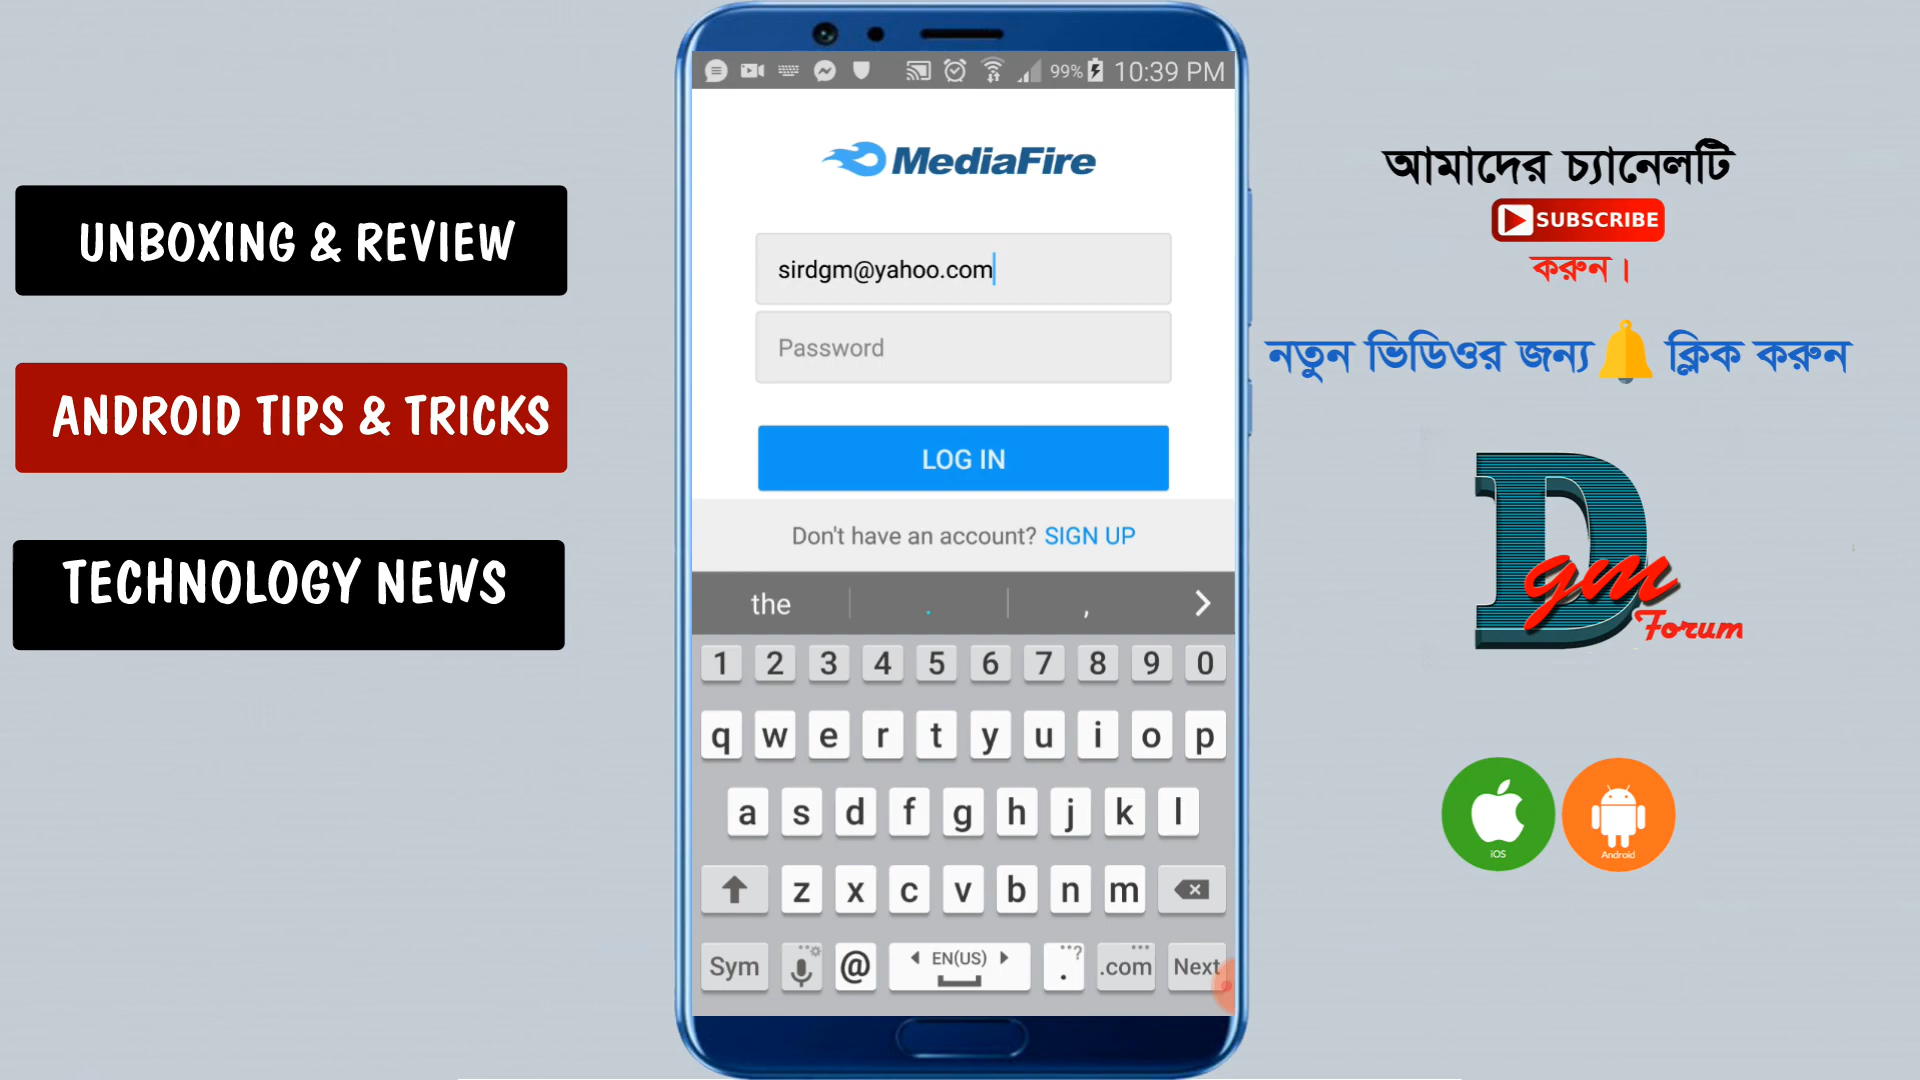 UNBOXING & REVIEW
ANDROID TIPS & TRICKS
TECHNOLOGY NEWS
99% 10:39 PM
MediaFire
sirdgm@yahoo.com
Password
LOG IN
Don't have an account? SIGN UP
the . ,
1 2 3 4 5 6 7 8 9 0
q w e r t y u i o p
a s d f g h j k l
z x c v b n m
Sym @ EN(US) . ? .com Next
আমাদের চ্যানেলটি
SUBSCRIBE
করুন।
নতুন ভিডিওর জন্য ক্লিক করুন
D
gm
Forum
iOS Android